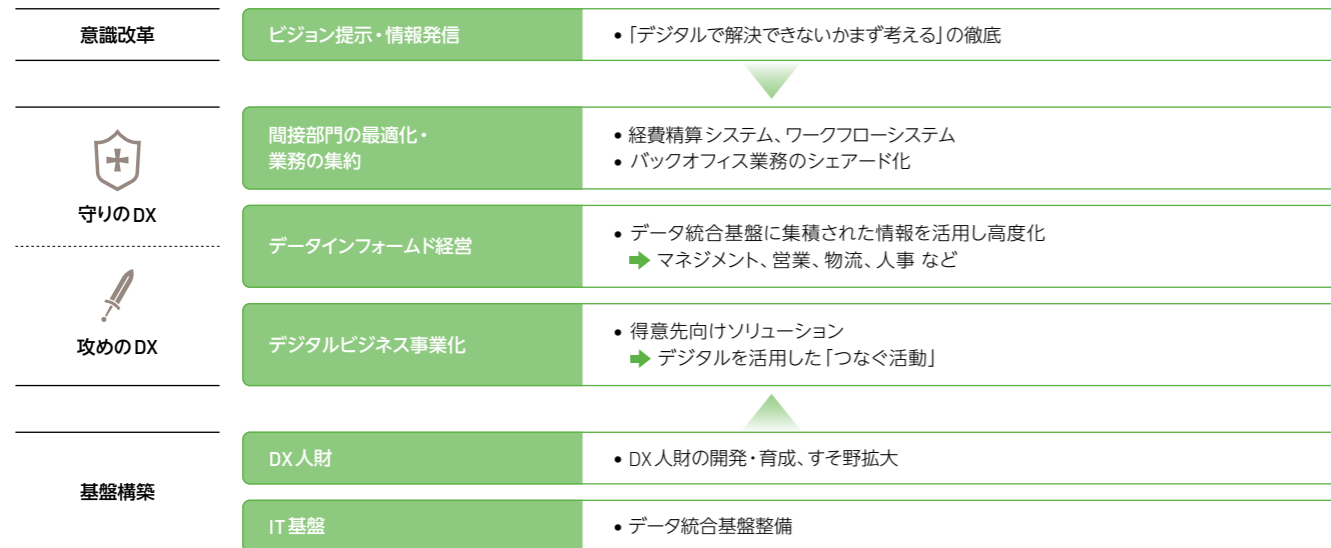 意識改革
ビジョン提示・情報発信
• 「デジタルで解決できないかまず考える」の徹底
守りのDX
間接部門の最適化・
業務の集約
• 経費精算システム、ワークフローシステム
• バックオフィス業務のシェアード化
データインフォームド経営
• データ統合基盤に集積された情報を活用し高度化
➡ マネジメント、営業、物流、人事 など
攻めのDX
デジタルビジネス事業化
• 得意先向けソリューション
➡ デジタルを活用した「つなぐ活動」
基盤構築
DX人財
• DX人財の開発・育成、すそ野拡大
IT基盤
• データ統合基盤整備